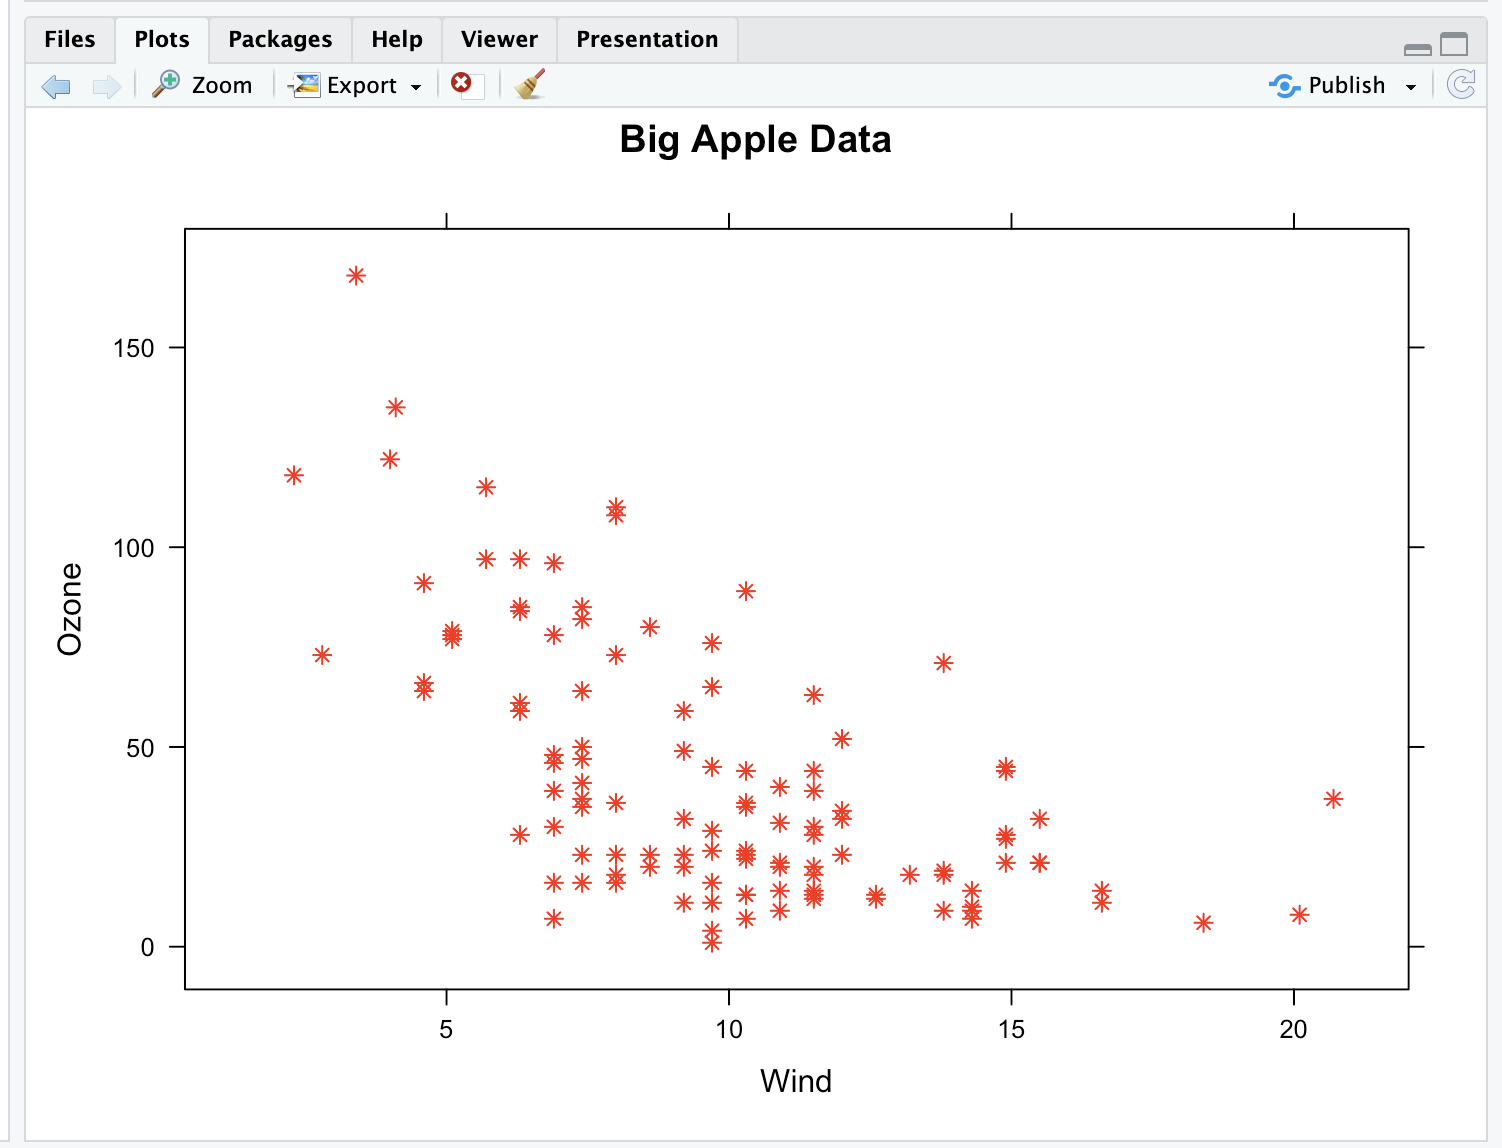 Files Plots Packages Help Viewer Presentation
Zoom Export Publish
Big Apple Data
150
100
50
0
Ozone
5 10 15 20
Wind